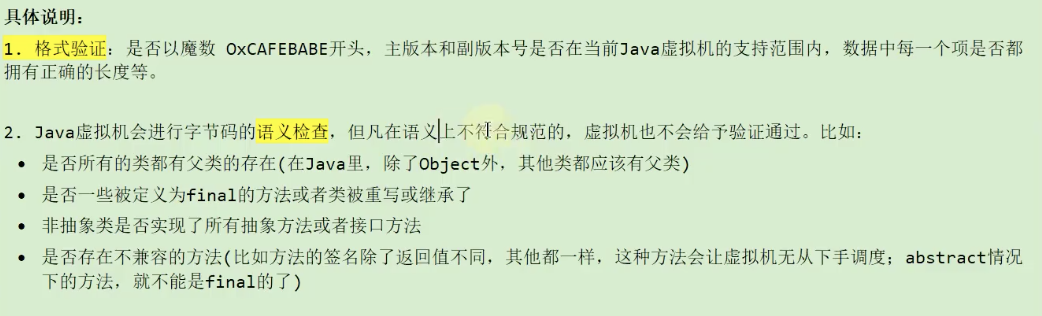 具体说明:
1. 格式验证: 是否以魔数 0xCAFEBABE开头, 主版本和副版本号是否在当前Java虚拟机的支持范围内, 数据中每一个项是否都
拥有正确的长度等。
2. Java虚拟机会进行字节码的语义检查, 但凡在语义上不符合规范的, 虚拟机也不会给予验证通过。比如:
• 是否所有的类都有父类的存在(在Java里, 除了Object外, 其他类都应该有父类)
• 是否一些被定义为final的方法或者类被重写或继承了
• 非抽象类是否实现了所有抽象方法或者接口方法
• 是否存在不兼容的方法(比如方法的签名除了返回值不同, 其他都一样, 这种方法会让虚拟机无从下手调度; abstract情况
下的方法, 就不能是final的了)